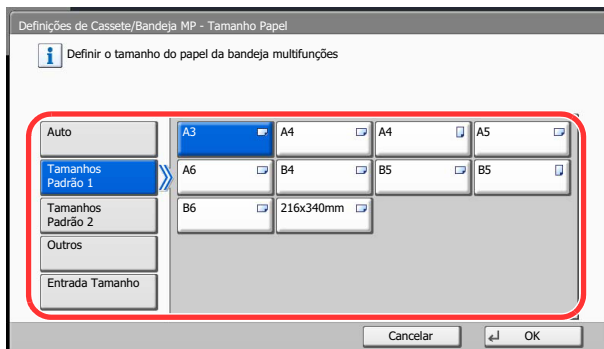 Definições de Cassete/Bandeja MP - Tamanho Papel
Definir o tamanho do papel da bandeja multifunções
Auto
A3
A4
A4
A5
Tamanhos
Padrão 1
A6
B4
B5
B5
Tamanhos
Padrão 2
B6
216x340mm
Outros
Entrada Tamanho
Cancelar
OK